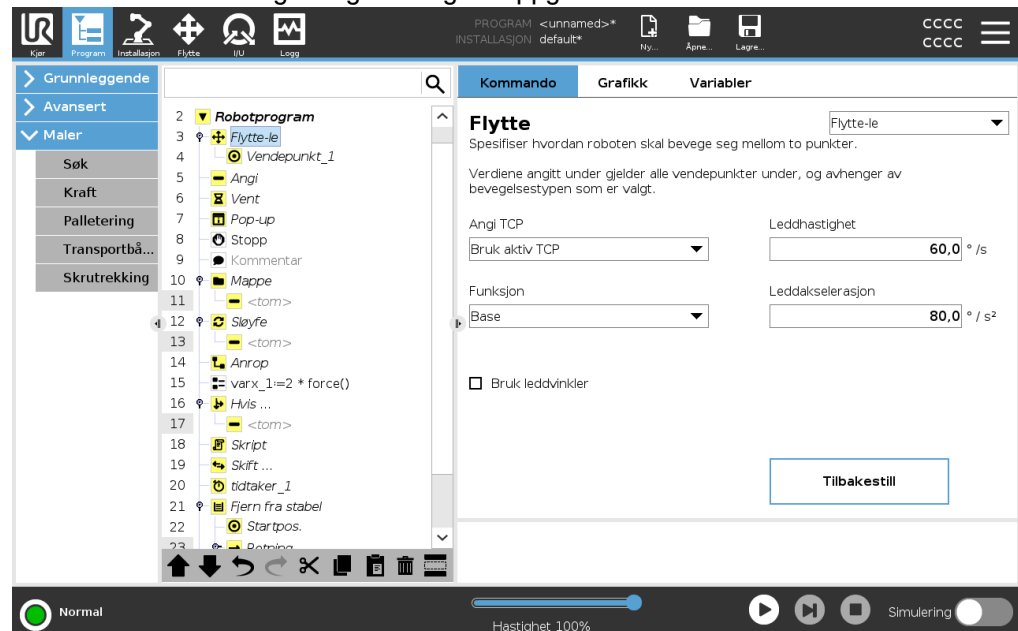 UR
PROGRAM <unnamed>*
INSTALLASJON default*
Kjør Program Installasjon Flytte I/U Logg
Ny... Åpne... Lagre...
cccc
cccc
Grunnleggende
Avansert
Maler
Søk
Kraft
Palletering
Transportbå...
Skrutrekking
2 Robotprogram
3 Flytte-le
4 Vendepunkt_1
5 Angi
6 Vent
7 Pop-up
8 Stopp
9 Kommentar
10 Mappe
11 <tom>
12 Sløyfe
13 <tom>
14 Anrop
15 varx_1≔2 * force()
16 Hvis ...
17 <tom>
18 Skript
19 Skift ...
20 tidtaker_1
21 Fjern fra stabel
22 Startpos.
23 Retning
Kommando Grafikk Variabler
Flytte
Flytte-le
Spesifiser hvordan roboten skal bevege seg mellom to punkter.
Verdiene angitt under gjelder alle vendepunkter under, og avhenger av
bevegelsestypen som er valgt.
Angi TCP
Leddhastighet
Bruk aktiv TCP
60,0 °/s
Funksjon
Leddakselerasjon
Base
80,0 ° / s²
Bruk leddvinkler
Tilbakestill
Normal
Hastighet 100%
Simulering